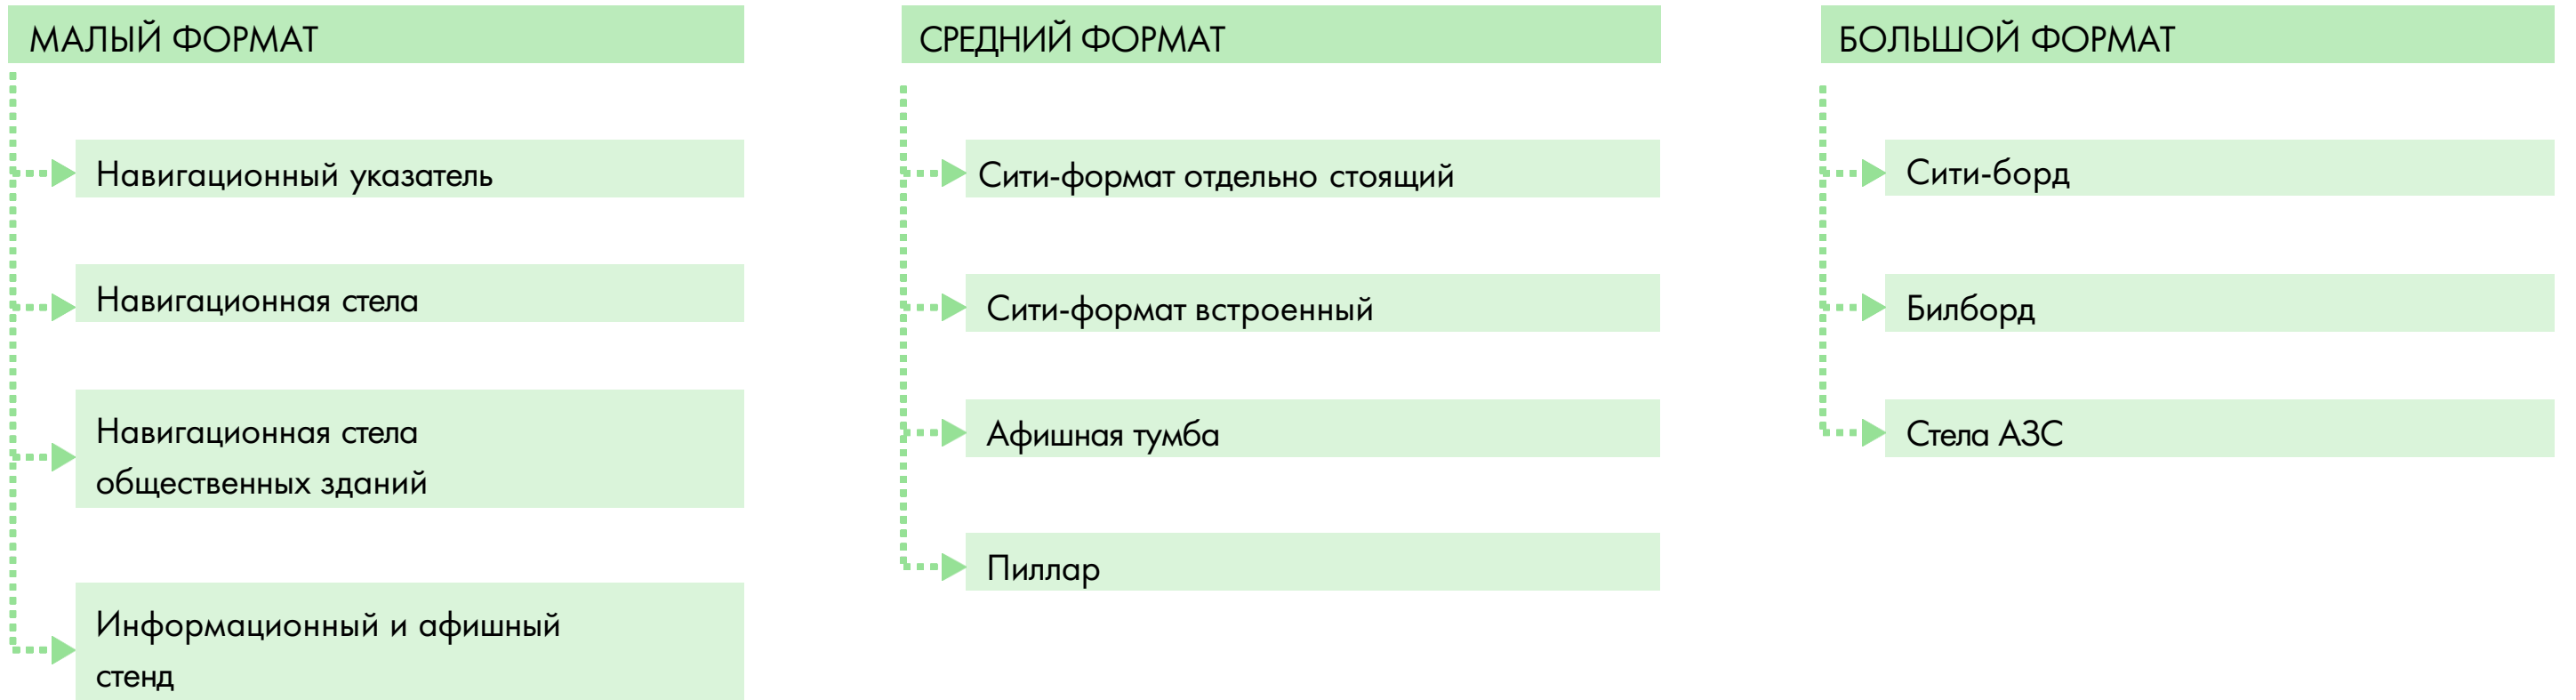 МАЛЫЙ ФОРМАТ
Навигационный указатель
Навигационная стела
Навигационная стела
общественных зданий
Информационный и афишный
стенд
СРЕДНИЙ ФОРМАТ
Сити-формат отдельно стоящий
Сити-формат встроенный
Афишная тумба
Пиллар
БОЛЬШОЙ ФОРМАТ
Сити-борд
Билборд
Стела АЗС